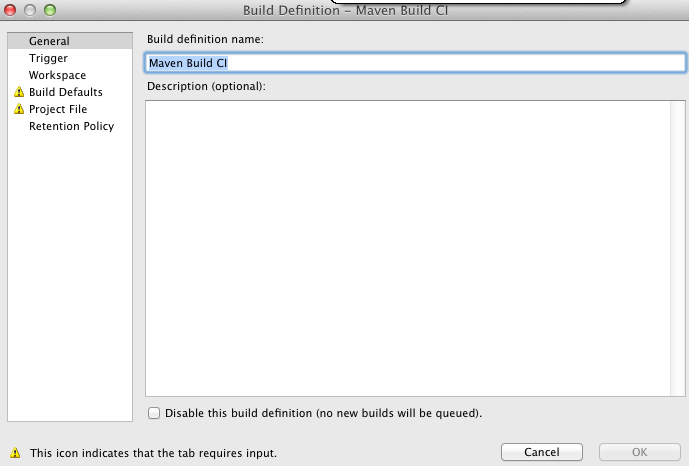 Build Definition – Maven Build CI
General
Trigger
Workspace
Build Defaults
Project File
Retention Policy
Build definition name:
Maven Build CI
Description (optional):
Disable this build definition (no new builds will be queued).
This icon indicates that the tab requires input.
Cancel
OK